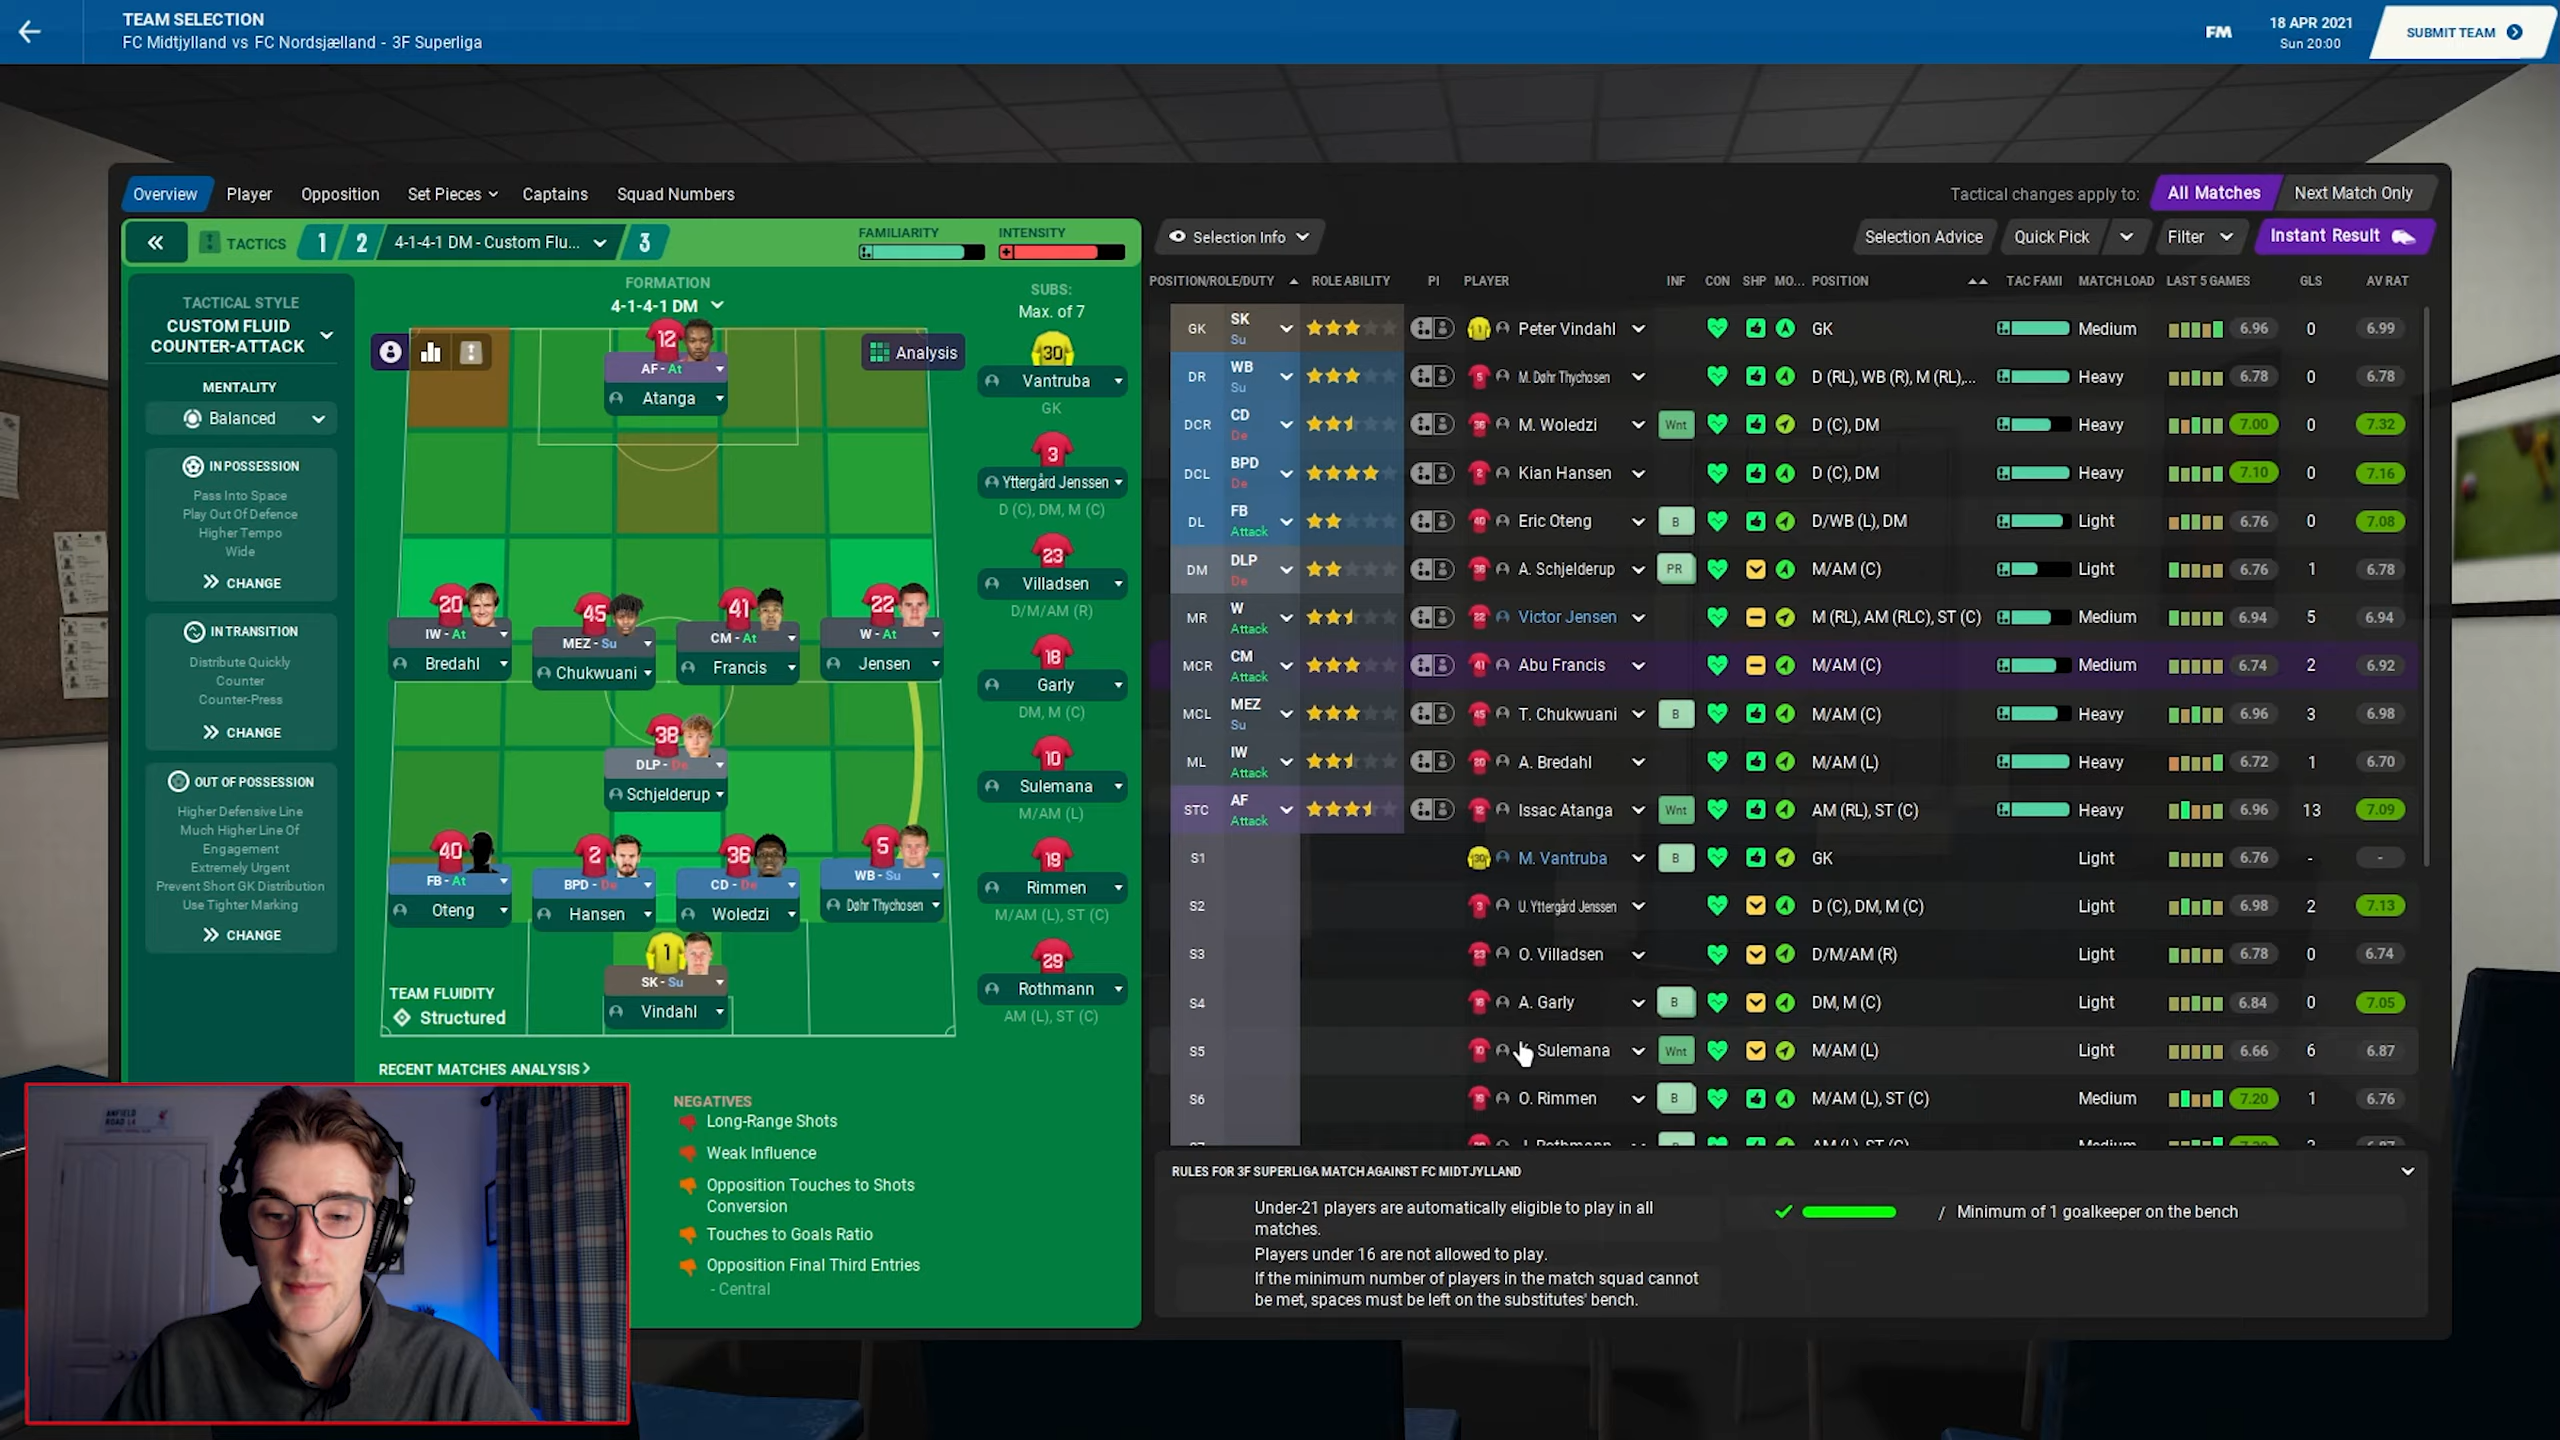 TEAM SELECTION
FC Midtjylland vs FC Nordsjælland - 3F Superliga
FM
18 APR 2021
Sun 20:00
SUBMIT TEAM
Overview
Player
Opposition
Set Pieces
Captains
Squad Numbers
Tactical changes apply to:
All Matches
Next Match Only
TACTICS
1
2
4-1-4-1 DM - Custom Flu...
3
FAMILIARITY
INTENSITY
Selection Info
Selection Advice
Quick Pick
Filter
Instant Result
TACTICAL STYLE
CUSTOM FLUID
COUNTER-ATTACK
MENTALITY
Balanced
IN POSSESSION
Pass Into Space
Play Out Of Defence
Higher Tempo
Wide
CHANGE
IN TRANSITION
Distribute Quickly
Counter
Counter-Press
CHANGE
OUT OF POSSESSION
Higher Defensive Line
Much Higher Line Of
Engagement
Extremely Urgent
Prevent Short GK Distribution
Use Tighter Marking
CHANGE
FORMATION
4-1-4-1 DM
Analysis
12
AF - At
Atanga
20
IW - At
Bredahl
45
MEZ - Su
Chukwuani
41
CM - At
Francis
22
W - At
Jensen
38
DLP - De
Schjelderup
40
FB - At
Oteng
2
BPD - De
Hansen
36
CD - De
Woledzi
5
WB - Su
Døhr Thychosen
1
SK - Su
Vindahl
TEAM FLUIDITY
Structured
SUBS:
Max. of 7
30
Vantruba
GK
3
Yttergård Jenssen
D (C), DM, M (C)
23
Villadsen
D/M/AM (R)
18
Garly
DM, M (C)
10
Sulemana
M/AM (L)
19
Rimmen
M/AM (L), ST (C)
29
Rothmann
AM (L), ST (C)
RECENT MATCHES ANALYSIS
NEGATIVES
Long-Range Shots
Weak Influence
Opposition Touches to Shots
Conversion
Touches to Goals Ratio
Opposition Final Third Entries
- Central
POSITION/ROLE/DUTY ROLE ABILITY PI PLAYER INF CON SHP MO... POSITION TAC FAMI MATCH LOAD LAST 5 GAMES GLS AV RAT
GK SK Su Peter Vindahl GK Medium 6.96 0 6.99
DR WB Su M. Døhr Thychosen D (RL), WB (R), M (RL),... Heavy 6.78 0 6.78
DCR CD De M. Woledzi Wnt D (C), DM Heavy 7.00 0 7.32
DCL BPD De Kian Hansen D (C), DM Heavy 7.10 0 7.16
DL FB Attack Eric Oteng B D/WB (L), DM Light 6.76 0 7.08
DM DLP De A. Schjelderup PR M/AM (C) Light 6.76 1 6.78
MR W Attack Victor Jensen M (RL), AM (RLC), ST (C) Medium 6.94 5 6.94
MCR CM Attack Abu Francis M/AM (C) Medium 6.74 2 6.92
MCL MEZ Su T. Chukwuani B M/AM (C) Heavy 6.96 3 6.98
ML IW Attack A. Bredahl M/AM (L) Heavy 6.72 1 6.70
STC AF Attack Issac Atanga Wnt AM (RL), ST (C) Heavy 6.96 13 7.09
S1 M. Vantruba B GK Light 6.76 - -
S2 U. Yttergård Jenssen D (C), DM, M (C) Light 6.98 2 7.13
S3 O. Villadsen D/M/AM (R) Light 6.78 0 6.74
S4 A. Garly B DM, M (C) Light 6.84 0 7.05
S5 Sulemana Wnt M/AM (L) Light 6.66 6 6.87
S6 O. Rimmen B M/AM (L), ST (C) Medium 7.20 1 6.76
RULES FOR 3F SUPERLIGA MATCH AGAINST FC MIDTJYLLAND
Under-21 players are automatically eligible to play in all
matches.
Players under 16 are not allowed to play.
If the minimum number of players in the match squad cannot
be met, spaces must be left on the substitutes' bench.
/ Minimum of 1 goalkeeper on the bench
ANFIELD
ROAD L4